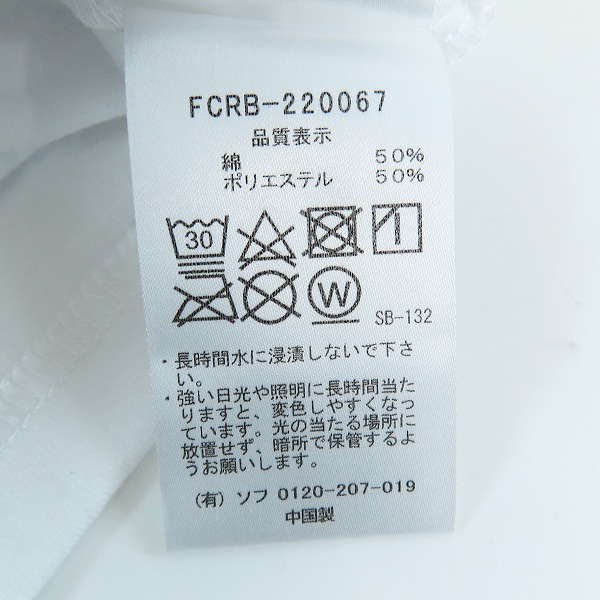 FCRB-220067
品質表示
綿 50%
ポリエステル 50%
30
W
SB-132
・長時間水に浸漬しないで下さ
い。
・強い日光や照明に長時間当た
りますと、変色しやすくなっ
ています。光の当たる場所に
放置せず、暗所で保管するよ
うお願いします。
(有) ソフ 0120-207-019
中国製